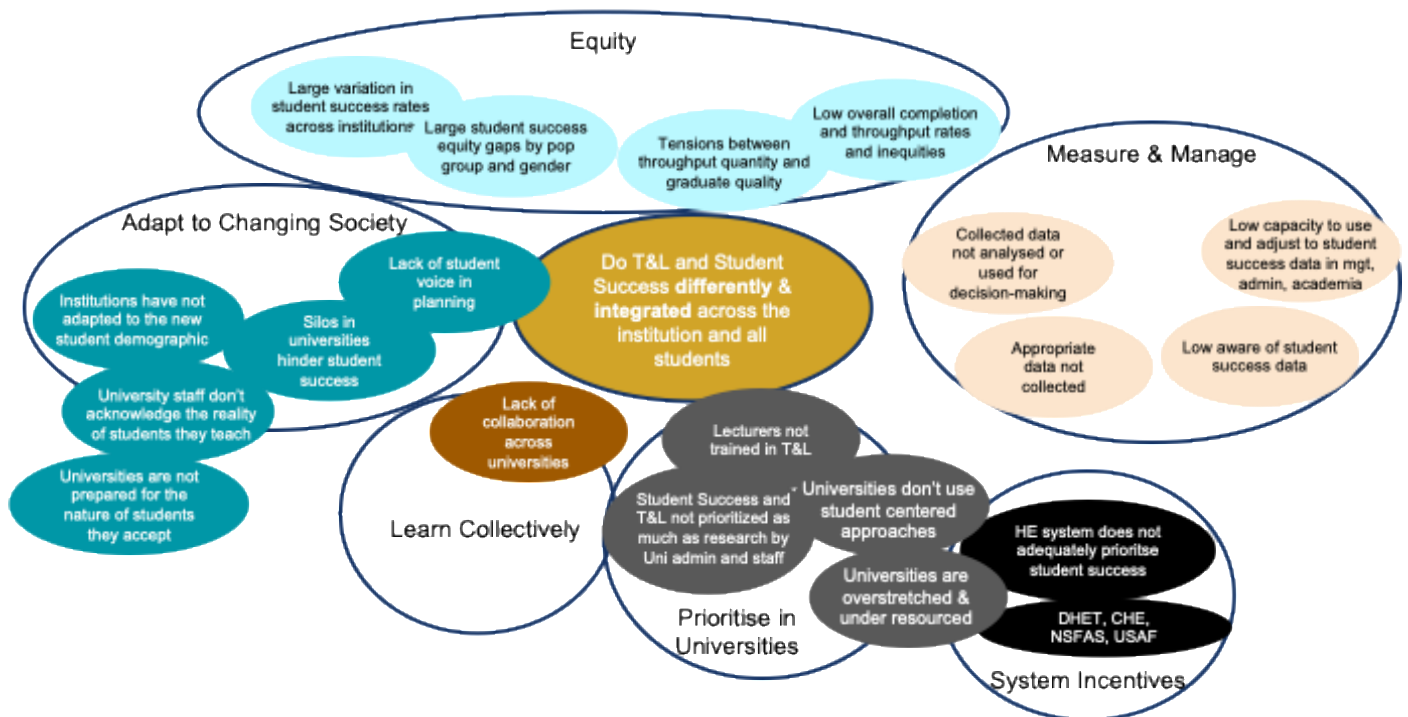 Equity
Large variation in
student success rates
across institutions
Large student success
equity gaps by pop
group and gender
Tensions between
throughput quantity and
graduate quality
Low overall completion
and throughput rates
and inequities
Measure & Manage
Collected data
not analysed or
used for
decision-making
Low capacity to use
and adjust to student
success data in mgt,
admin, academia
Appropriate
data not
collected
Low aware of student
success data
Adapt to Changing Society
Lack of student
voice in
planning
Institutions have not
adapted to the new
student demographic
Silos in
universities
hinder student
success
University staff don't
acknowledge the reality
of students they teach
Universities are not
prepared for the
nature of students
they accept
Do T&L and Student
Success differently &
integrated across the
institution and all
students
Lack of
collaboration
across
universities
Learn Collectively
Lecturers not
trained in T&L
Student Success and
T&L not prioritized as
much as research by
Uni admin and staff
Universities don't use
student centered
approaches
Universities are
overstretched &
under resourced
Prioritise in
Universities
HE system does not
adequately prioritse
student success
DHET, CHE,
NSFAS, USAF
System Incentives